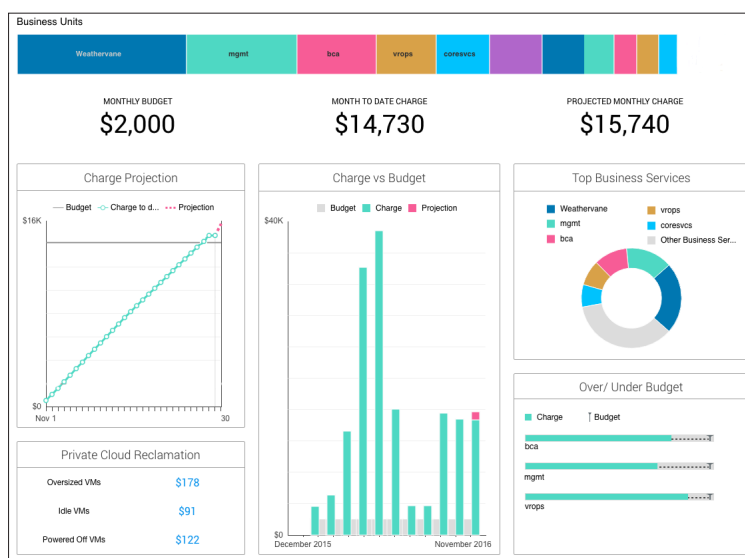 Business Units
Weathervane mgmt bca vrops coresvcs
MONTHLY BUDGET
$2,000
MONTH TO DATE CHARGE
$14,730
PROJECTED MONTHLY CHARGE
$15,740
Charge Projection
Budget Charge to d... Projection
$16K
$0
Nov 1 30
Charge vs Budget
Budget Charge Projection
$40K
$0
December 2015 November 2016
Top Business Services
Weathervane
mgmt
bca
vrops
coresvcs
Other Business Ser...
Private Cloud Reclamation
Oversized VMs $178
Idle VMs $91
Powered Off VMs $122
Over/ Under Budget
Charge Budget
bca
mgmt
vrops